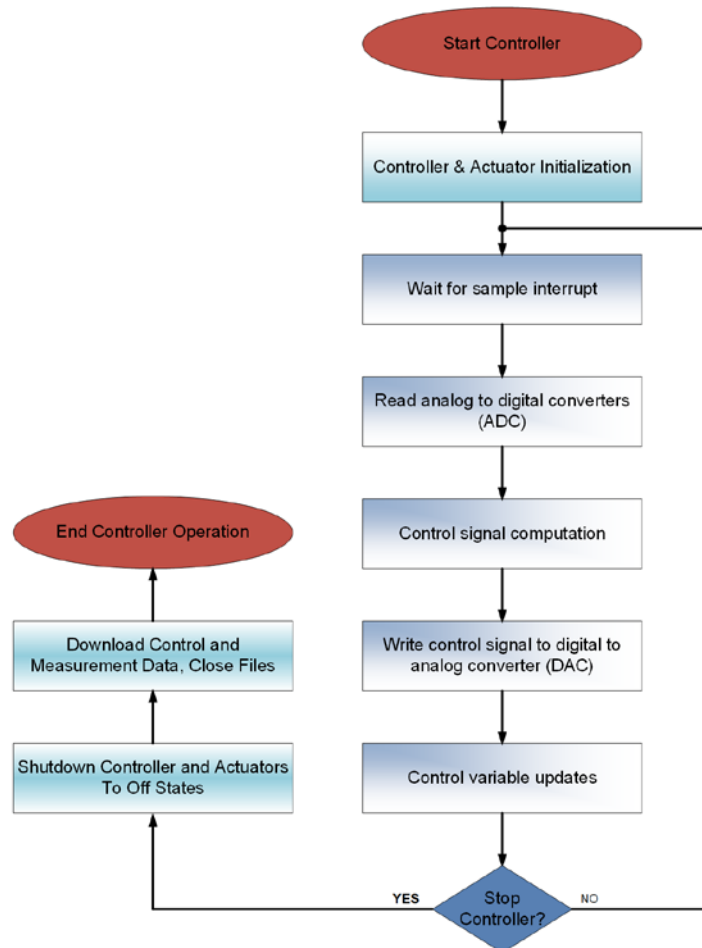 Start Controller
Controller & Actuator Initialization
Wait for sample interrupt
Read analog to digital converters
(ADC)
Control signal computation
Write control signal to digital to
analog converter (DAC)
Control variable updates
Stop
Controller?
YES
NO
Shutdown Controller and Actuators
To Off States
Download Control and
Measurement Data, Close Files
End Controller Operation